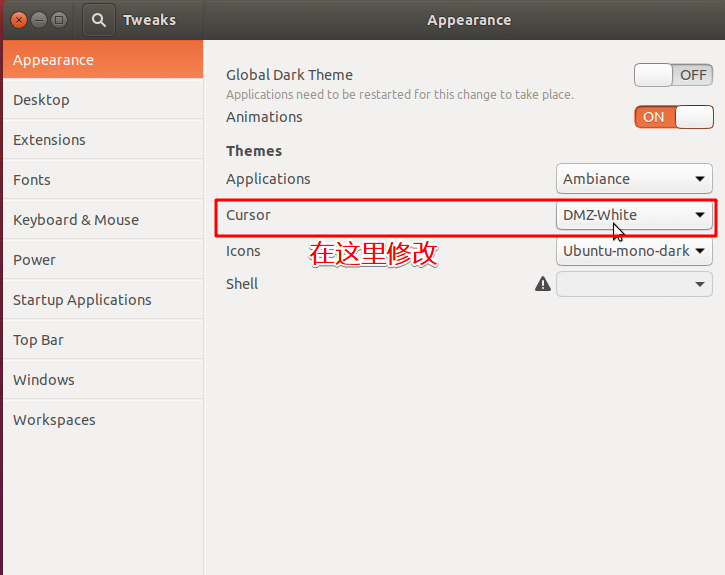 Tweaks
Appearance
Appearance
Desktop
Extensions
Fonts
Keyboard & Mouse
Power
Startup Applications
Top Bar
Windows
Workspaces
Global Dark Theme
OFF
Applications need to be restarted for this change to take place.
Animations
ON
Themes
Applications
Ambiance
Cursor
DMZ-White
在这里修改
Icons
Ubuntu-mono-dark
Shell